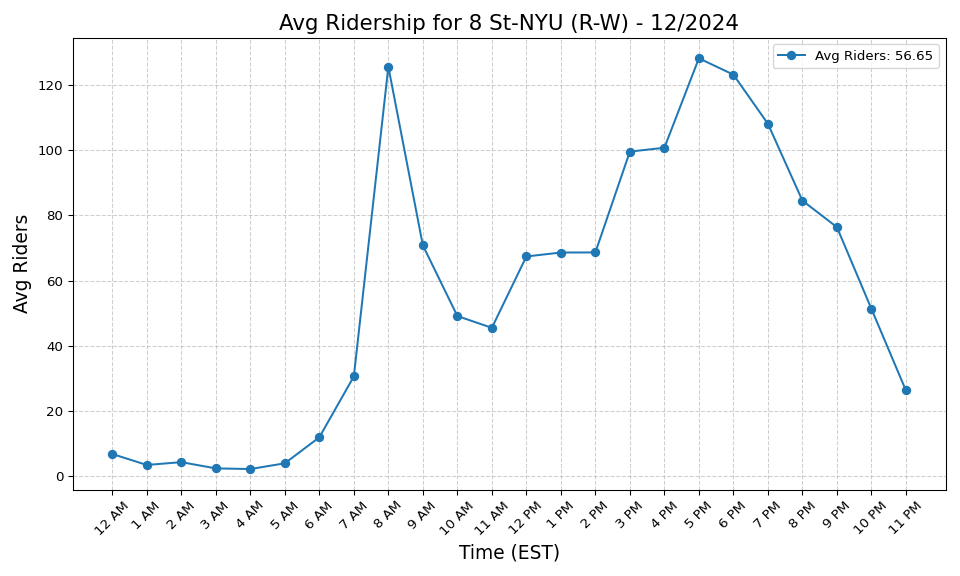 Avg Ridership for 8 St-NYU (R-W) - 12/2024
Avg Riders: 56.65
Avg Riders
120
100
80
60
40
20
0
12 AM
1 AM
2 AM
3 AM
4 AM
5 AM
6 AM
7 AM
8 AM
9 AM
10 AM
11 AM
12 PM
1 PM
2 PM
3 PM
4 PM
5 PM
6 PM
7 PM
8 PM
9 PM
10 PM
11 PM
Time (EST)